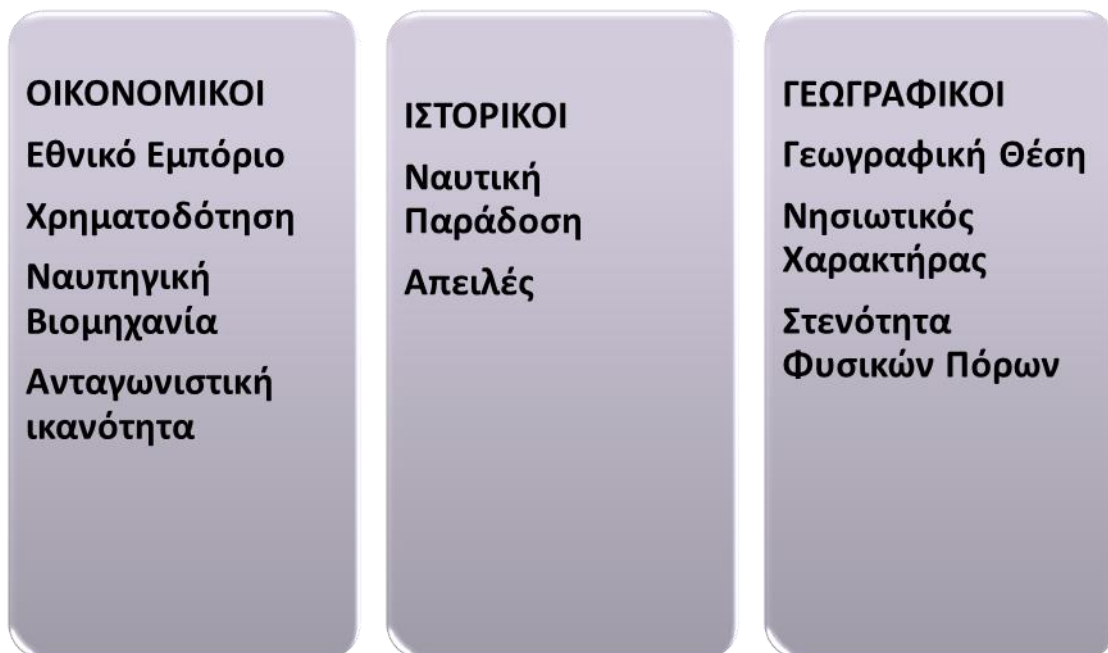 ΟΙΚΟΝΟΜΙΚΟΙ
Εθνικό Εμπόριο
Χρηματοδότηση
Ναυπηγική
Βιομηχανία
Ανταγωνιστική
ικανότητα
ΙΣΤΟΡΙΚΟΙ
Ναυτική
Παράδοση
Απειλές
ΓΕΩΓΡΑΦΙΚΟΙ
Γεωγραφική Θέση
Νησιωτικός
Χαρακτήρας
Στενότητα
Φυσικών Πόρων